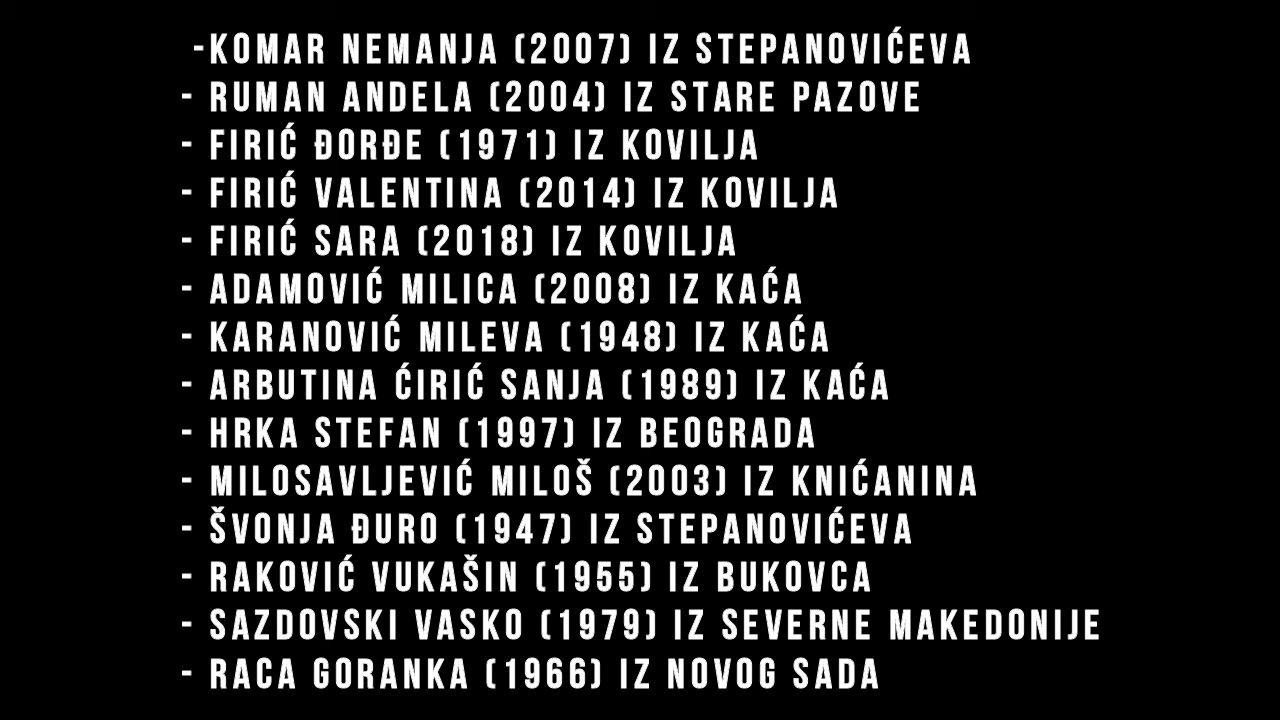 -KOMAR NEMANJA (2007) IZ STEPANOVIĆEVA
- RUMAN ANDELA (2004) IZ STARE PAZOVE
- FIRIĆ ĐORĐE (1971) IZ KOVILJA
- FIRIĆ VALENTINA (2014) IZ KOVILJA
- FIRIĆ SARA (2018) IZ KOVILJA
- ADAMOVIĆ MILICA (2008) IZ KAĆA
- KARANOVIĆ MILEVA (1948) IZ KAĆA
- ARBUTINA ĆIRIĆ SANJA (1989) IZ KAĆA
- HRKA STEFAN (1997) IZ BEOGRADA
- MILOSAVLJEVIĆ MILOŠ (2003) IZ KNIĆANINA
- ŠVONJA ĐURO (1947) IZ STEPANOVIĆEVA
- RAKOVIĆ VUKAŠIN (1955) IZ BUKOVCA
- SAZDOVSKI VASKO (1979) IZ SEVERNE MAKEDONIJE
- RACA GORANKA (1966) IZ NOVOG SADA